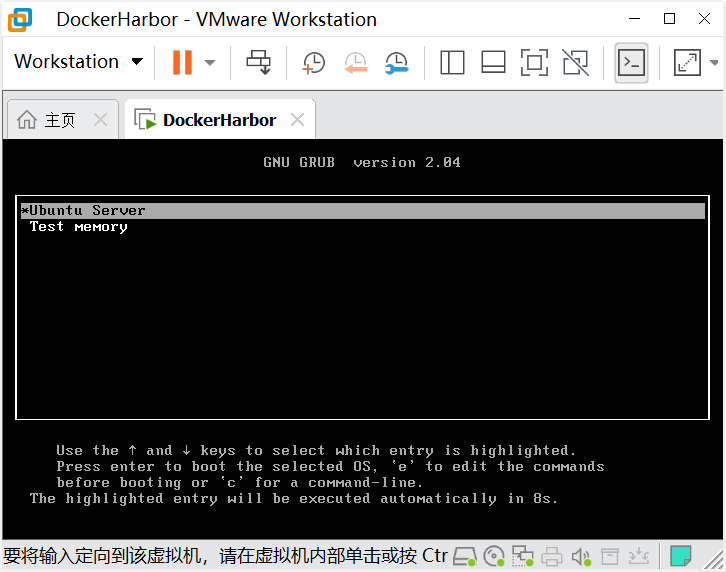 DockerHarbor - VMware Workstation
Workstation
主页
DockerHarbor
GNU GRUB  version 2.04
*Ubuntu Server
Test memory
Use the ↑ and ↓ keys to select which entry is highlighted.
Press enter to boot the selected OS, `e' to edit the commands
before booting or `c' for a command-line.
The highlighted entry will be executed automatically in 8s.
要将输入定向到该虚拟机，请在虚拟机内部单击或按 Ctr